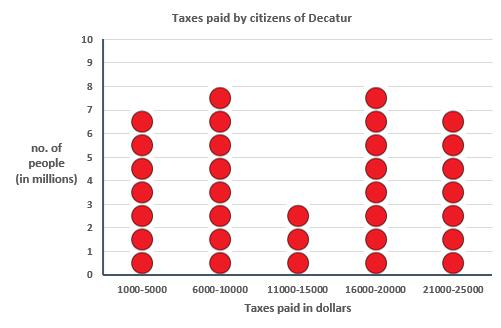 Taxes paid by citizens of Decatur
10
9
8
7
6
5
4
3
2
1
0
no. of
people
(in millions)
1000-5000 6000-10000 11000-15000 16000-20000 21000-25000
Taxes paid in dollars